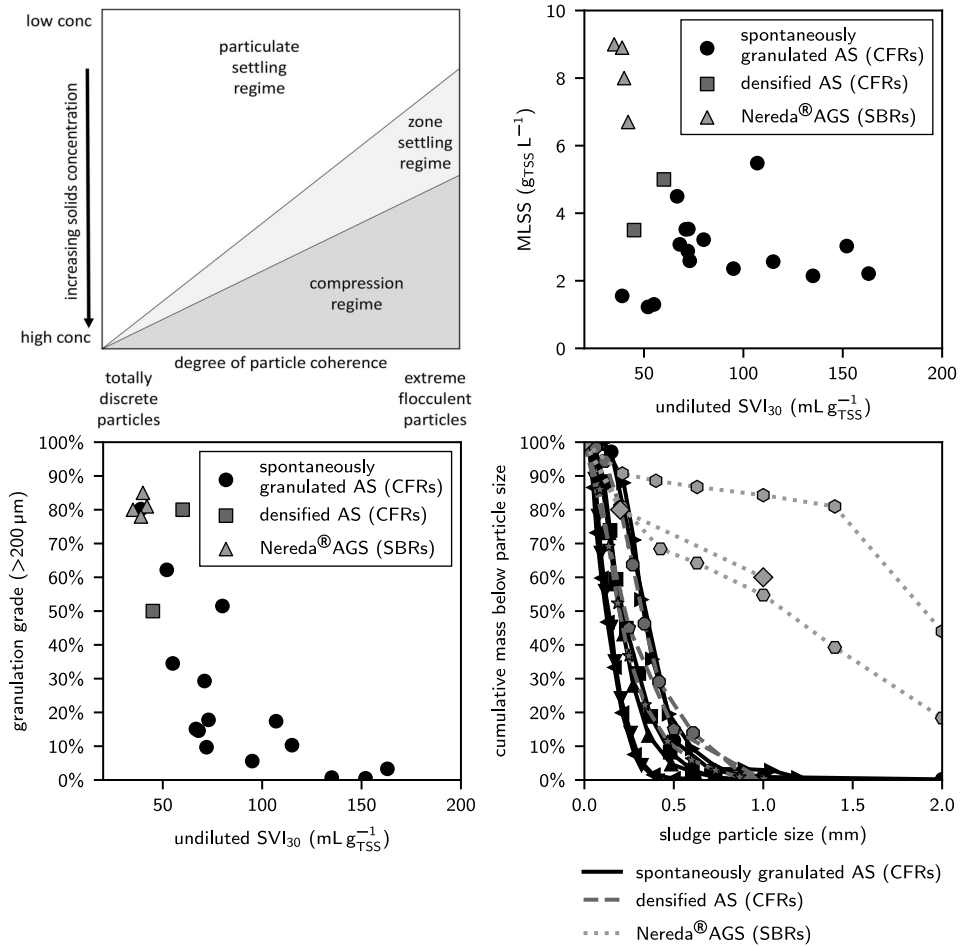 low conc
particulate
settling
regime
zone
settling
regime
increasing solids concentration
compression
regime
high conc
degree of particle coherence
totally
discrete
particles
extreme
flocculent
particles
10
8
6
4
2
0
MLSS (g_TSS L⁻¹)
spontaneously
granulated AS (CFRs)
densified AS (CFRs)
Nereda®AGS (SBRs)
50
100
150
200
undiluted SVI₃₀ (mL g_TSS⁻¹)
100%
90%
80%
70%
60%
50%
40%
30%
20%
10%
0%
granulation grade (>200 μm)
spontaneously
granulated AS (CFRs)
densified AS (CFRs)
Nereda®AGS (SBRs)
50
100
150
200
undiluted SVI₃₀ (mL g_TSS⁻¹)
100%
90%
80%
70%
60%
50%
40%
30%
20%
10%
0%
cumulative mass below particle size
0.0
0.5
1.0
1.5
2.0
sludge particle size (mm)
spontaneously granulated AS (CFRs)
densified AS (CFRs)
Nereda®AGS (SBRs)